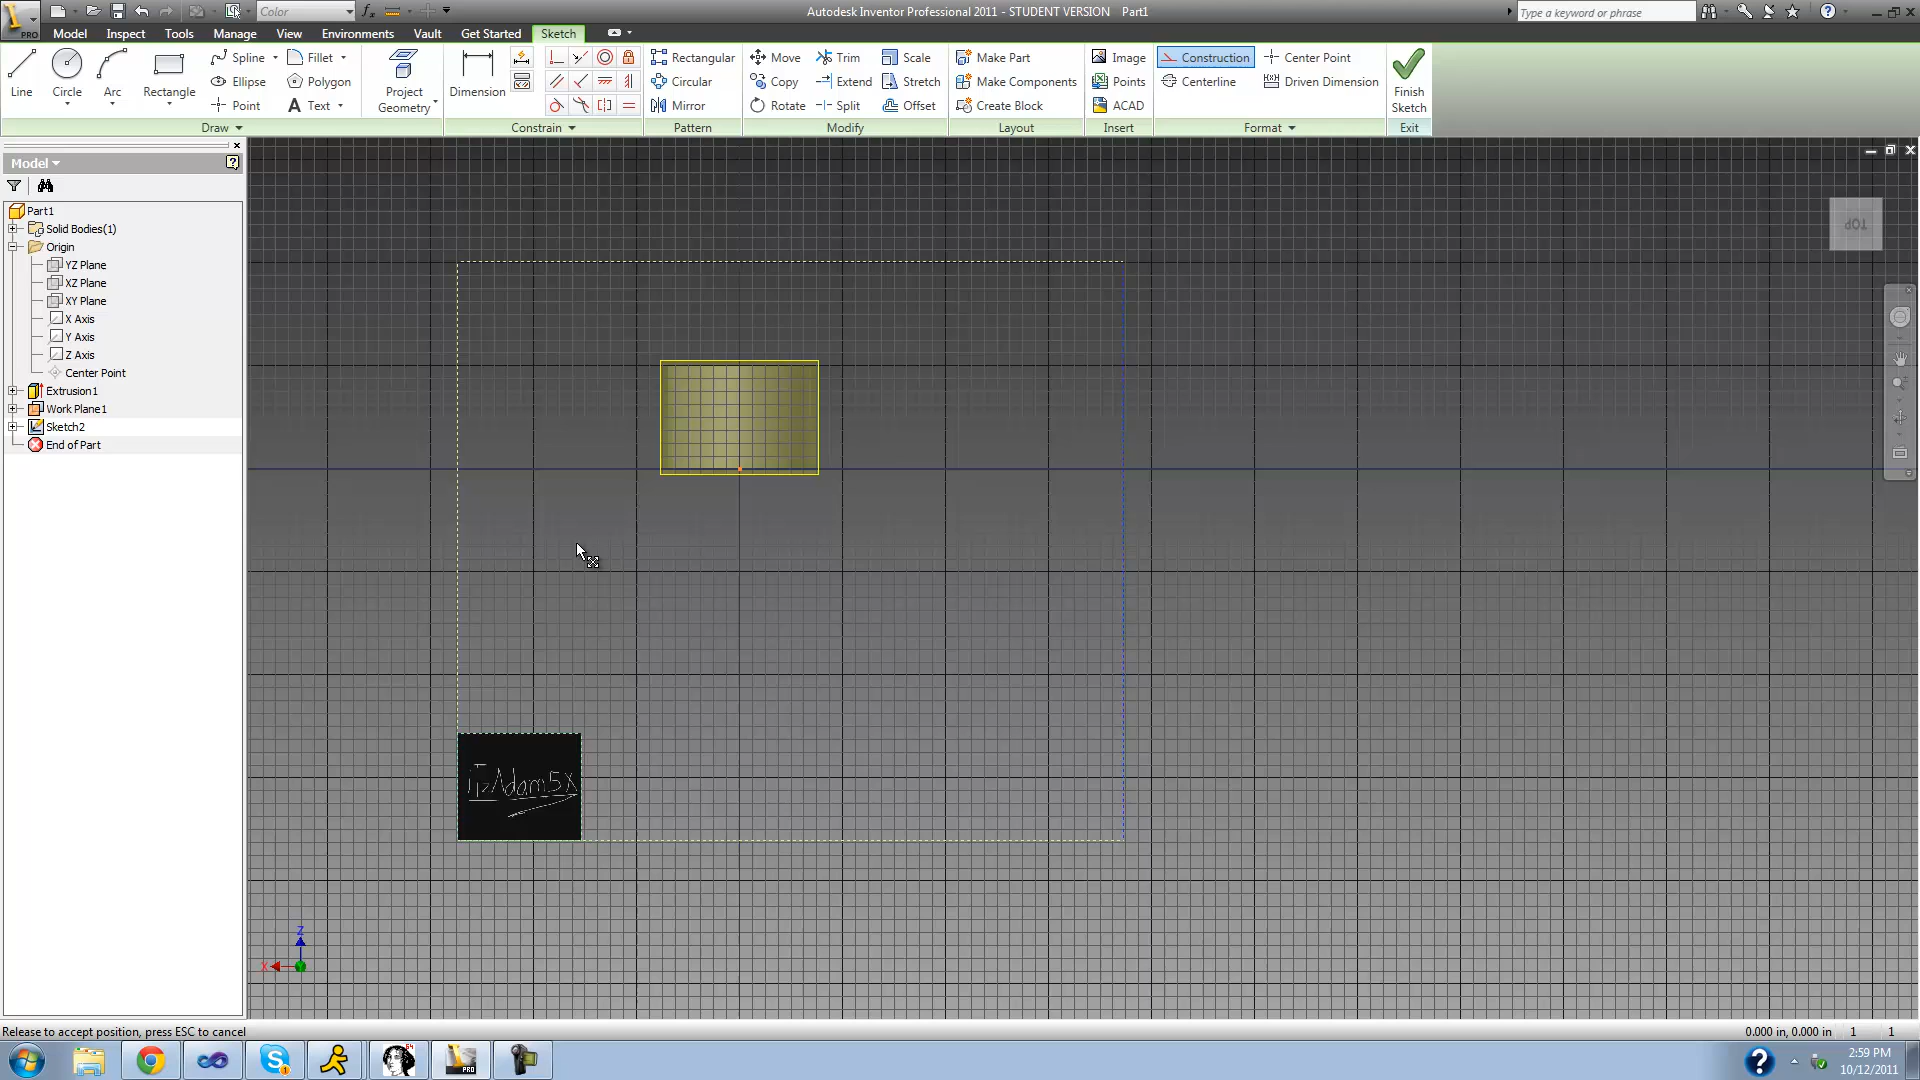 Color
Autodesk Inventor Professional 2011 - STUDENT VERSION Part1
Type a keyword or phrase
PRO
Model Inspect Tools Manage View Environments Vault Get Started Sketch
Line Circle Arc Rectangle
Spline Fillet
Ellipse Polygon
Point Text
Project Geometry
Dimension
Rectangular
Circular
Mirror
Move Trim Scale
Copy Extend Stretch
Rotate Split Offset
Make Part
Make Components
Create Block
Image
Points
ACAD
Construction Center Point
Centerline Driven Dimension
Finish Sketch
Draw Constrain Pattern Modify Layout Insert Format Exit
Model
Part1
Solid Bodies(1)
Origin
YZ Plane
XZ Plane
XY Plane
X Axis
Y Axis
Z Axis
Center Point
Extrusion1
Work Plane1
Sketch2
End of Part
TOP
Z
X
Release to accept position, press ESC to cancel
0.000 in, 0.000 in 1 1
2:59 PM
10/12/2011